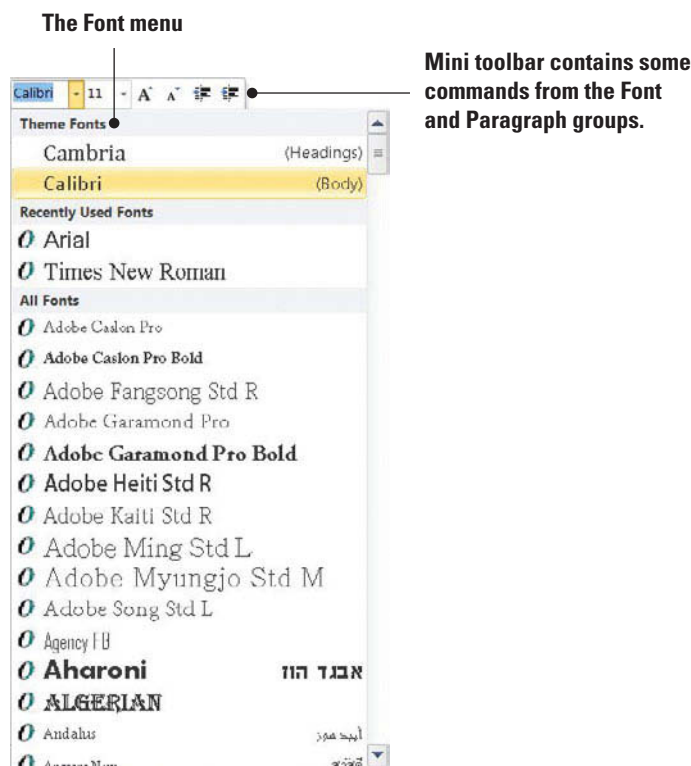 The Font menu
Mini toolbar contains some
commands from the Font
and Paragraph groups.
Calibri 11 A A
Theme Fonts
Cambria (Headings)
Calibri (Body)
Recently Used Fonts
O Arial
O Times New Roman
All Fonts
O Adobe Caslon Pro
O Adobe Caslon Pro Bold
O Adobe Fangsong Std R
O Adobe Garamond Pro
O Adobe Garamond Pro Bold
O Adobe Heiti Std R
O Adobe Kaiti Std R
O Adobe Ming Std L
O Adobe Myungjo Std M
O Adobe Song Std L
O Agency FB
O Aharoni אבגד הוז
O ALGERIAN
O Andalus أبجد هوز